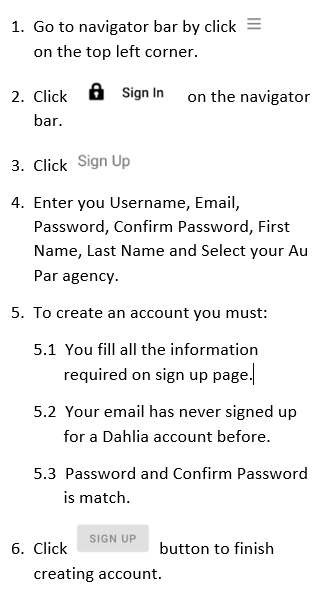 1. Go to navigator bar by click ≡
on the top left corner.
2. Click Sign In on the navigator
bar.
3. Click Sign Up
4. Enter you Username, Email,
Password, Confirm Password, First
Name, Last Name and Select your Au
Par agency.
5. To create an account you must:
5.1 You fill all the information
required on sign up page.
5.2 Your email has never signed up
for a Dahlia account before.
5.3 Password and Confirm Password
is match.
6. Click SIGN UP button to finish
creating account.